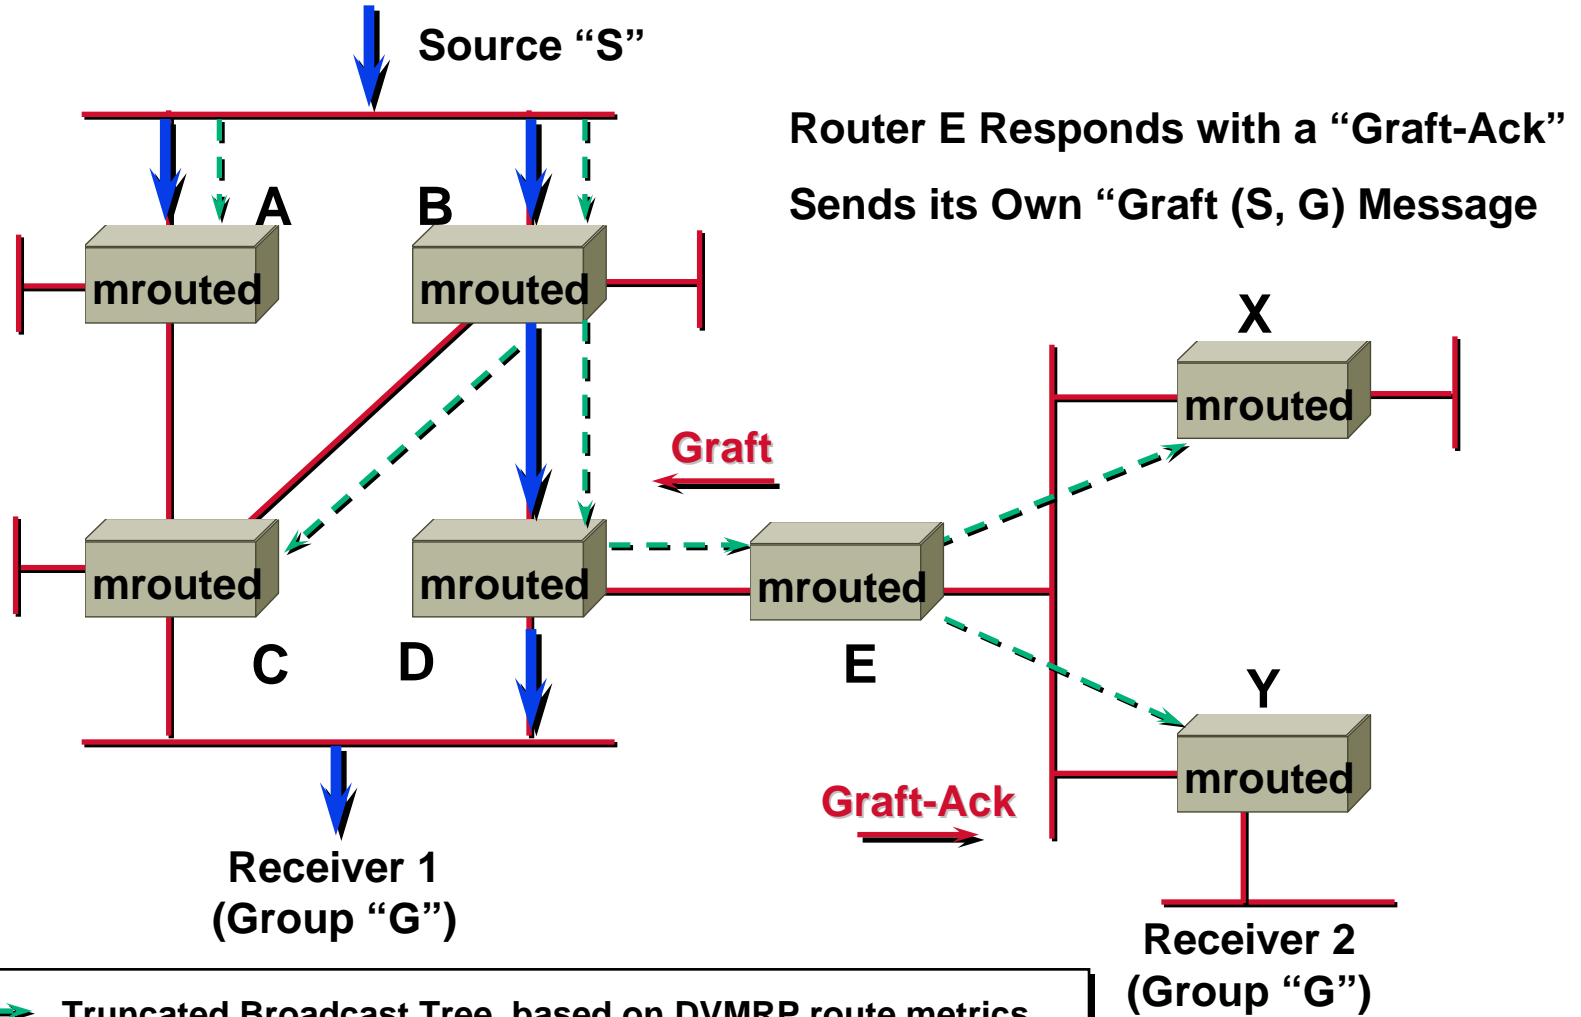 Source “S”
Router E Responds with a “Graft-Ack”
Sends its Own “Graft (S, G) Message
A
B
mrouted
mrouted
X
mrouted
Graft
mrouted
mrouted
mrouted
C
D
E
Y
mrouted
Graft-Ack
Receiver 1
(Group “G”)
Receiver 2
(Group “G”)
Truncated Broadcast Tree, based on DVMRP route metrics